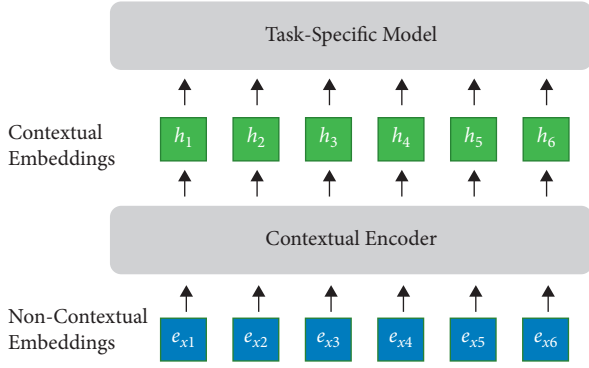 Task-Specific Model
Contextual
Embeddings
h1 h2 h3 h4 h5 h6
Contextual Encoder
Non-Contextual
Embeddings
ex1 ex2 ex3 ex4 ex5 ex6